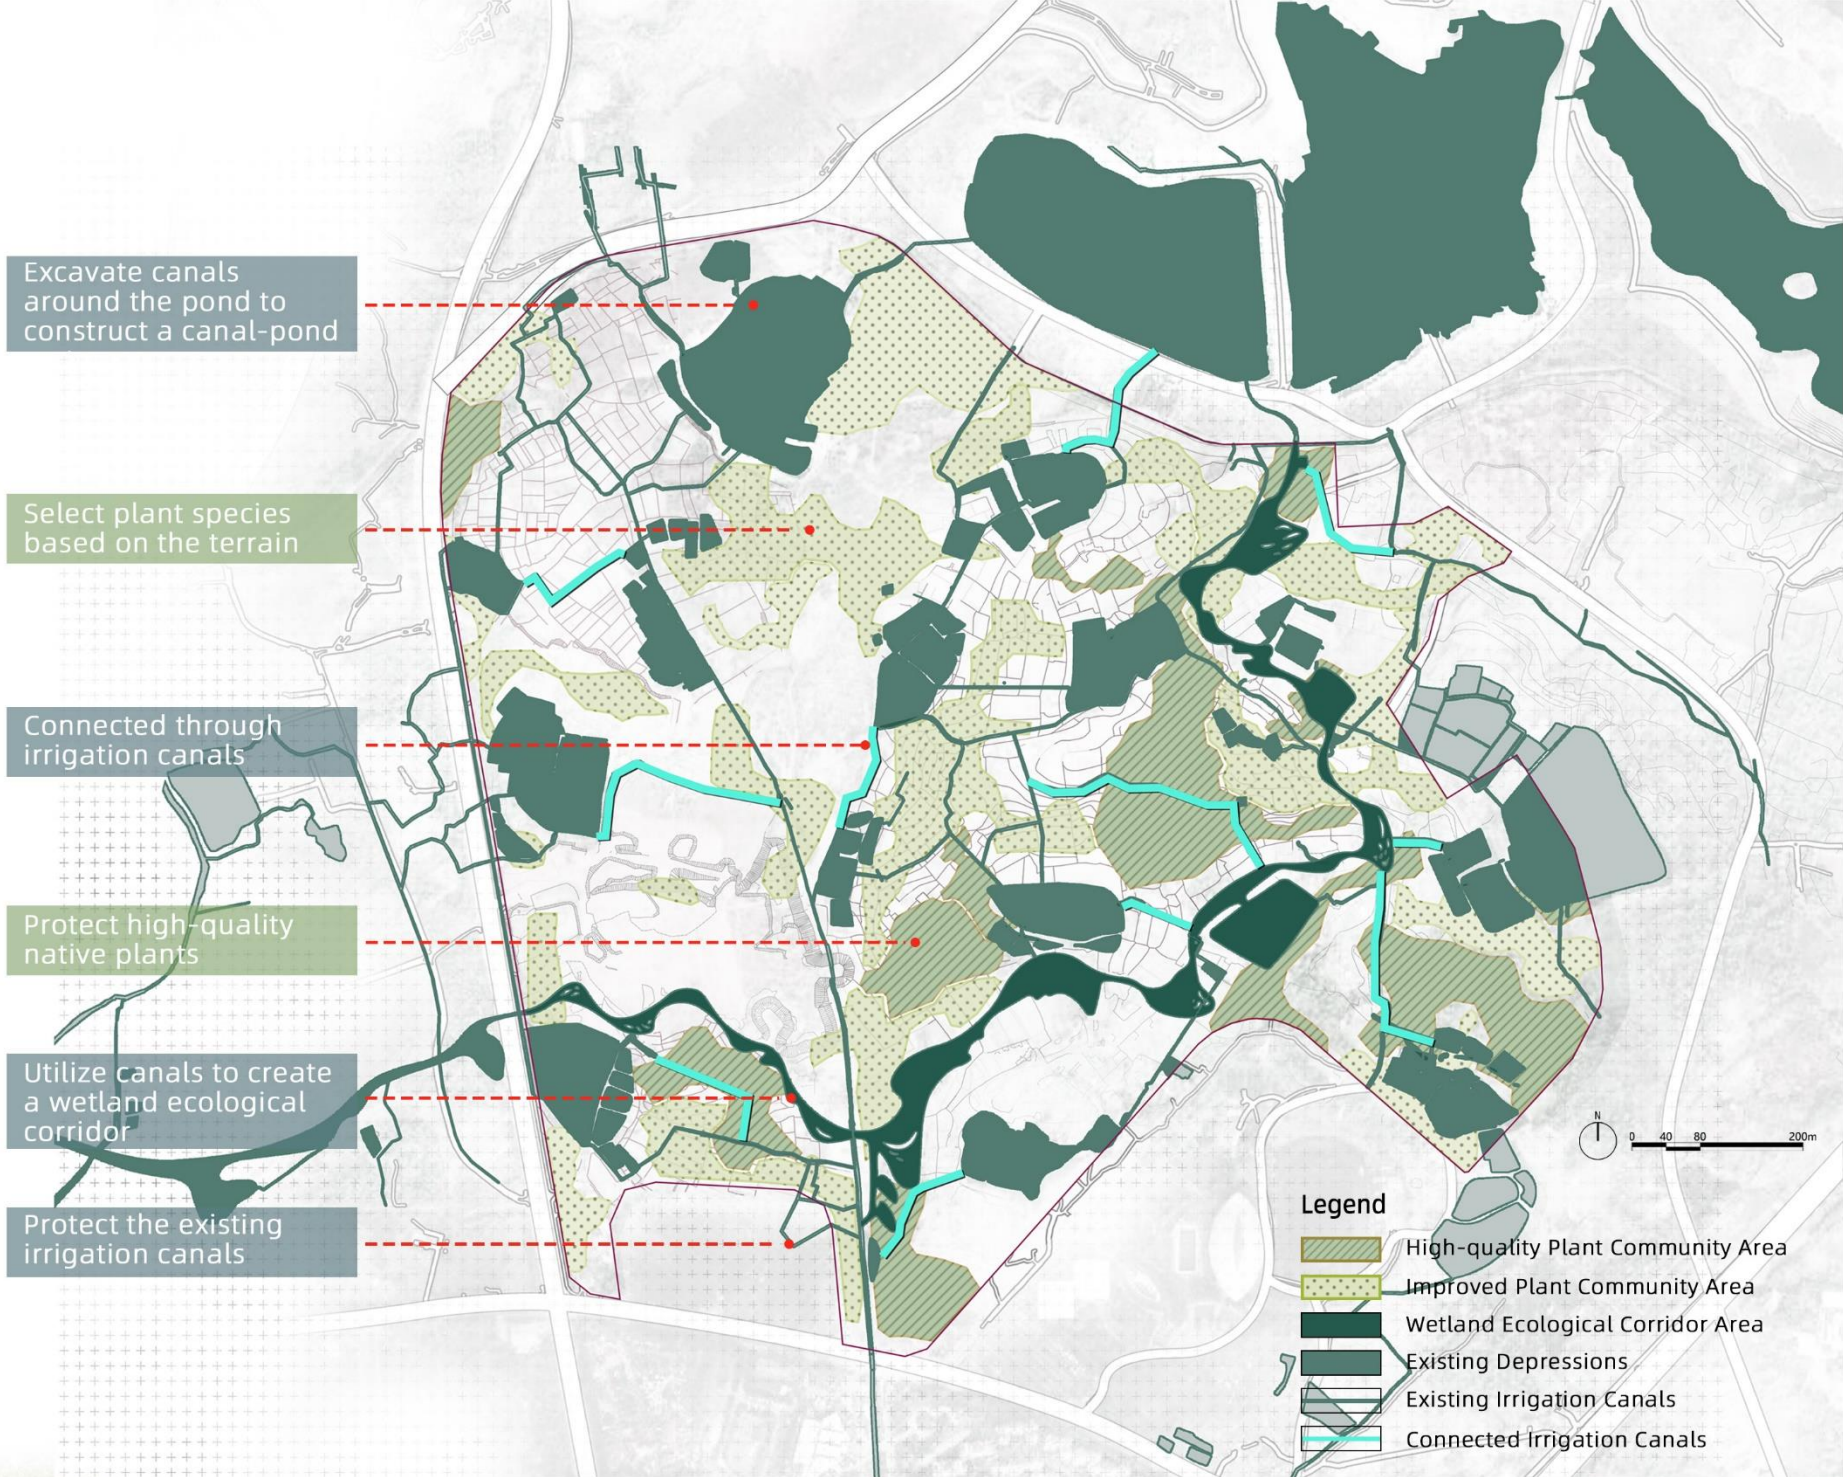 Excavate canals
around the pond to
construct a canal-pond
Select plant species
based on the terrain
Connected through
irrigation canals
Protect high-quality
native plants
Utilize canals to create
a wetland ecological
corridor
Protect the existing
irrigation canals
N
0 40 80 200m
Legend
High-quality Plant Community Area
Improved Plant Community Area
Wetland Ecological Corridor Area
Existing Depressions
Existing Irrigation Canals
Connected Irrigation Canals